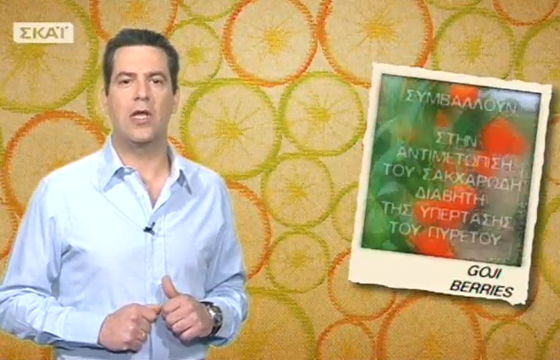 ΣΚΑΪ
ΣΥΜΒΑΛΛΟΥΝ
ΣΤΗΝ
ΑΝΤΙΜΕΤΩΠΙΣΗ
ΤΟΥ ΣΑΚΧΑΡΩΔΗ
ΔΙΑΒΗΤΗ
ΤΗΣ ΥΠΕΡΤΑΣΗΣ
ΤΟΥ ΠΥΡΕΤΟΥ
GOJI
BERRIES